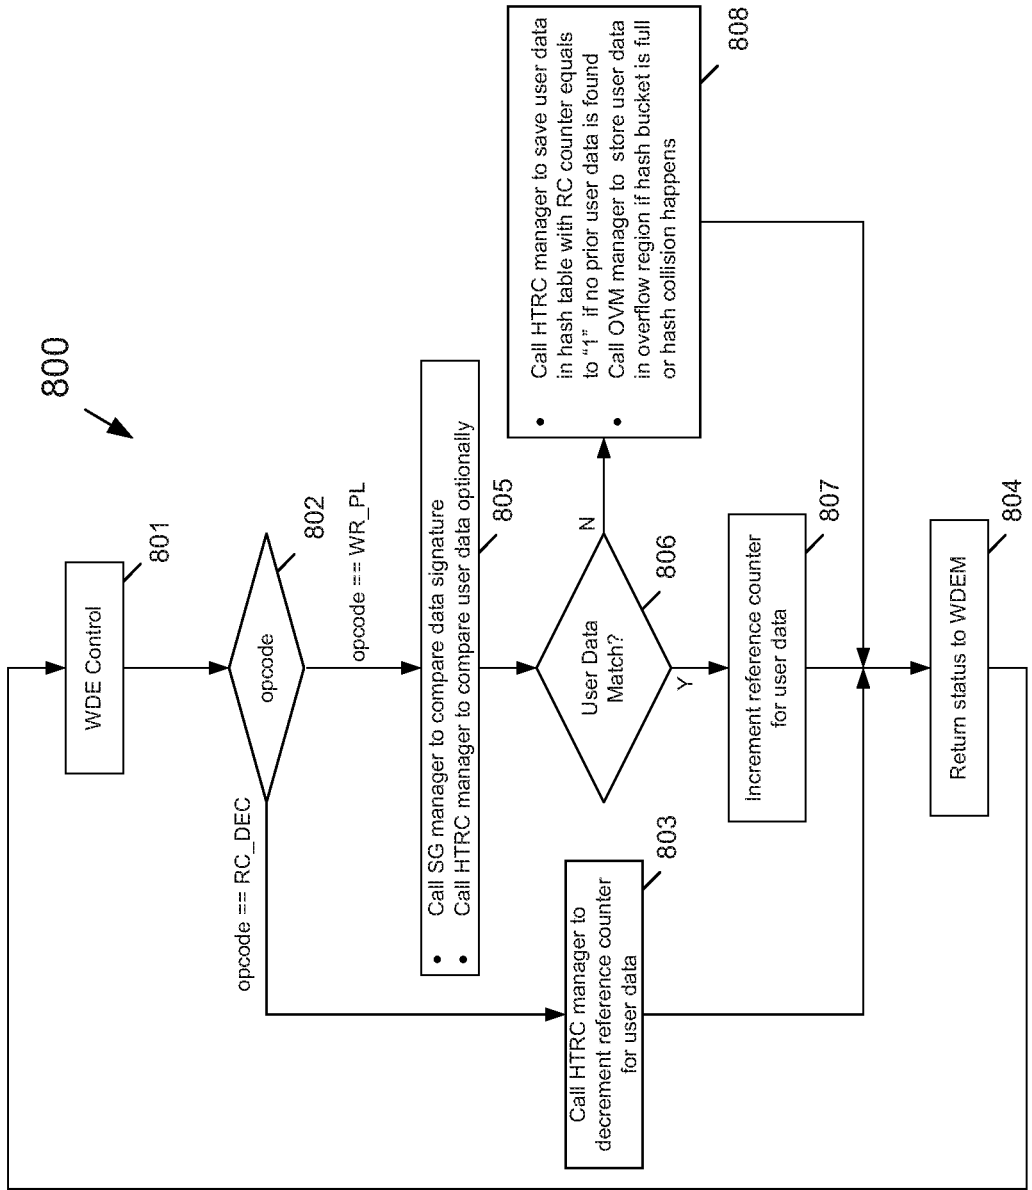 800
WDE Control
801
opcode
802
opcode == RC_DEC
opcode == WR_PL
• Call SG manager to compare data signature
• Call HTRC manager to compare user data optionally
805
User Data
Match?
806
N
Y
• Call HTRC manager to save user data
in hash table with RC counter equals
to “1” if no prior user data is found
• Call OVM manager to store user data
in overflow region if hash bucket is full
or hash collision happens
808
Call HTRC manager to
decrement reference counter
for user data
803
Increment reference counter
for user data
807
Return status to WDEM
804